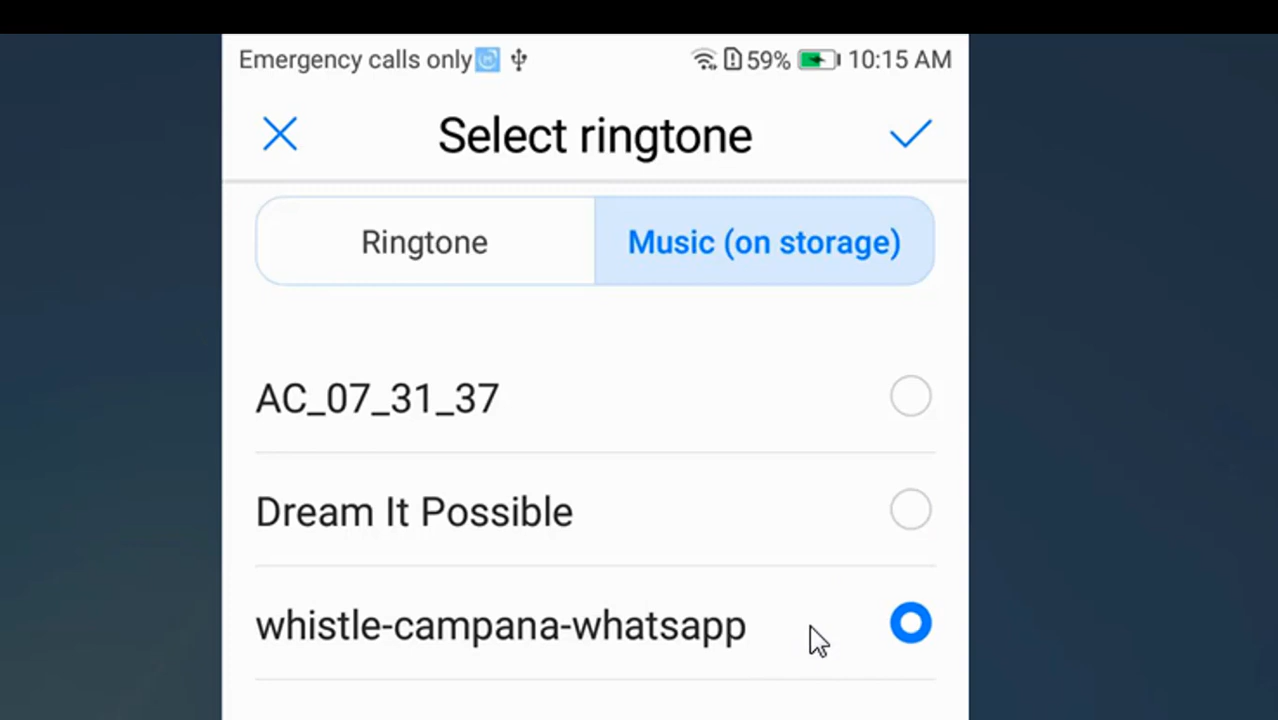 Emergency calls only 59% 10:15 AM
Select ringtone
Ringtone Music (on storage)
AC_07_31_37
Dream It Possible
whistle-campana-whatsapp